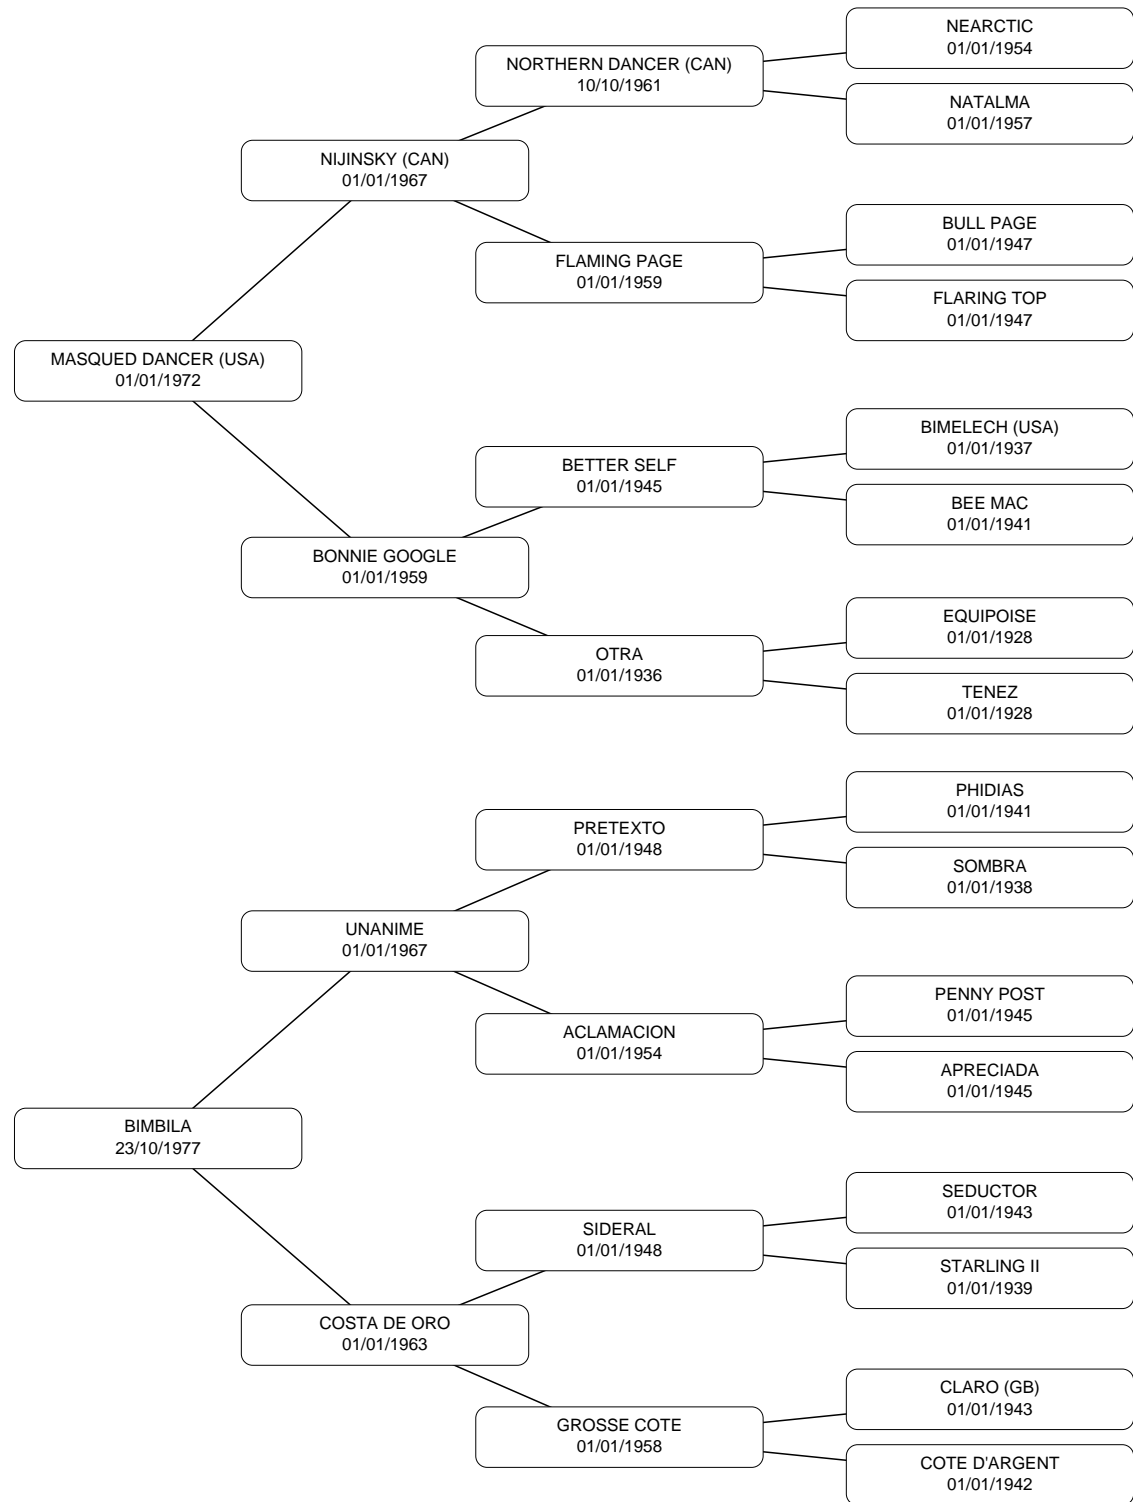 NEARCTIC
01/01/1954
NORTHERN DANCER (CAN)
10/10/1961
NATALMA
01/01/1957
NIJINSKY (CAN)
01/01/1967
BULL PAGE
01/01/1947
FLAMING PAGE
01/01/1959
FLARING TOP
01/01/1947
MASQUED DANCER (USA)
01/01/1972
BIMELECH (USA)
01/01/1937
BETTER SELF
01/01/1945
BEE MAC
01/01/1941
BONNIE GOOGLE
01/01/1959
EQUIPOISE
01/01/1928
OTRA
01/01/1936
TENEZ
01/01/1928
PHIDIAS
01/01/1941
PRETEXTO
01/01/1948
SOMBRA
01/01/1938
UNANIME
01/01/1967
PENNY POST
01/01/1945
ACLAMACION
01/01/1954
APRECIADA
01/01/1945
BIMBILA
23/10/1977
SEDUCTOR
01/01/1943
SIDERAL
01/01/1948
STARLING II
01/01/1939
COSTA DE ORO
01/01/1963
CLARO (GB)
01/01/1943
GROSSE COTE
01/01/1958
COTE D'ARGENT
01/01/1942